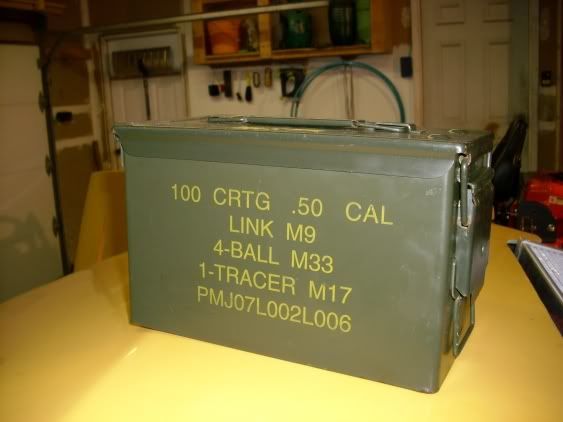 100 CRTG .50 CAL
LINK M9
4-BALL M33
1-TRACER M17
PMJ07L002L006